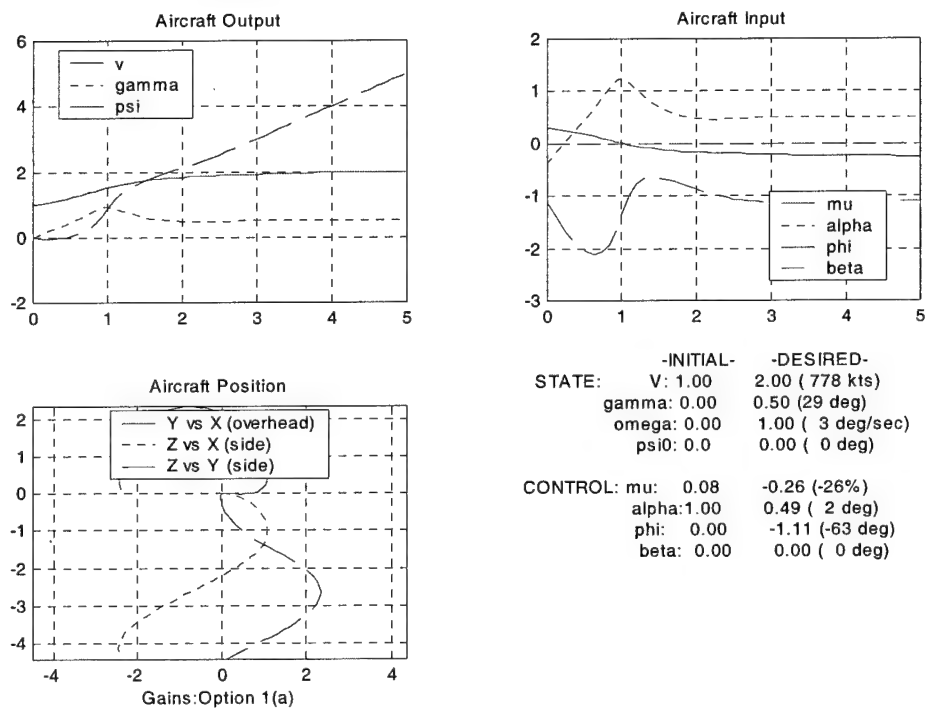 Aircraft Output
6
4
2
0
-2
0 1 2 3 4 5
v
gamma
psi
Aircraft Input
2
1
0
-1
-2
-3
0 1 2 3 4 5
mu
alpha
phi
beta
Aircraft Position
2
1
0
-1
-2
-3
-4
-4 -2 0 2 4
Y vs X (overhead)
Z vs X (side)
Z vs Y (side)
Gains:Option 1(a)
-INITIAL- -DESIRED-
STATE: V: 1.00 2.00 ( 778 kts)
gamma: 0.00 0.50 (29 deg)
omega: 0.00 1.00 ( 3 deg/sec)
psi0: 0.0 0.00 ( 0 deg)
CONTROL: mu: 0.08 -0.26 (-26%)
alpha:1.00 0.49 ( 2 deg)
phi: 0.00 -1.11 (-63 deg)
beta: 0.00 0.00 ( 0 deg)